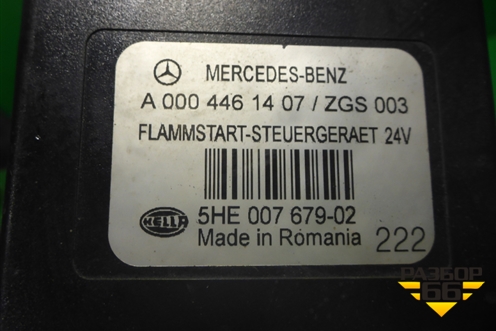 MERCEDES-BENZ
A 000 446 14 07 / ZGS 003
FLAMMSTART-STEUERGERAET 24V
HELLA
5HE 007 679-02
Made in Romania 222
РАЗБОР
66